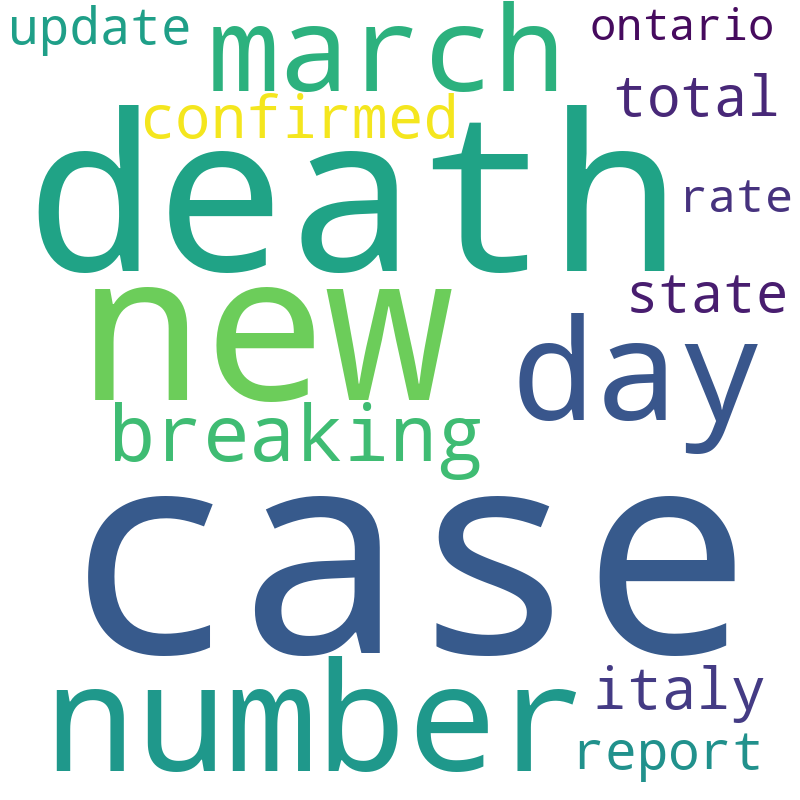 update march ontario
confirmed total
death rate
new state
day
breaking
case
number italy
report